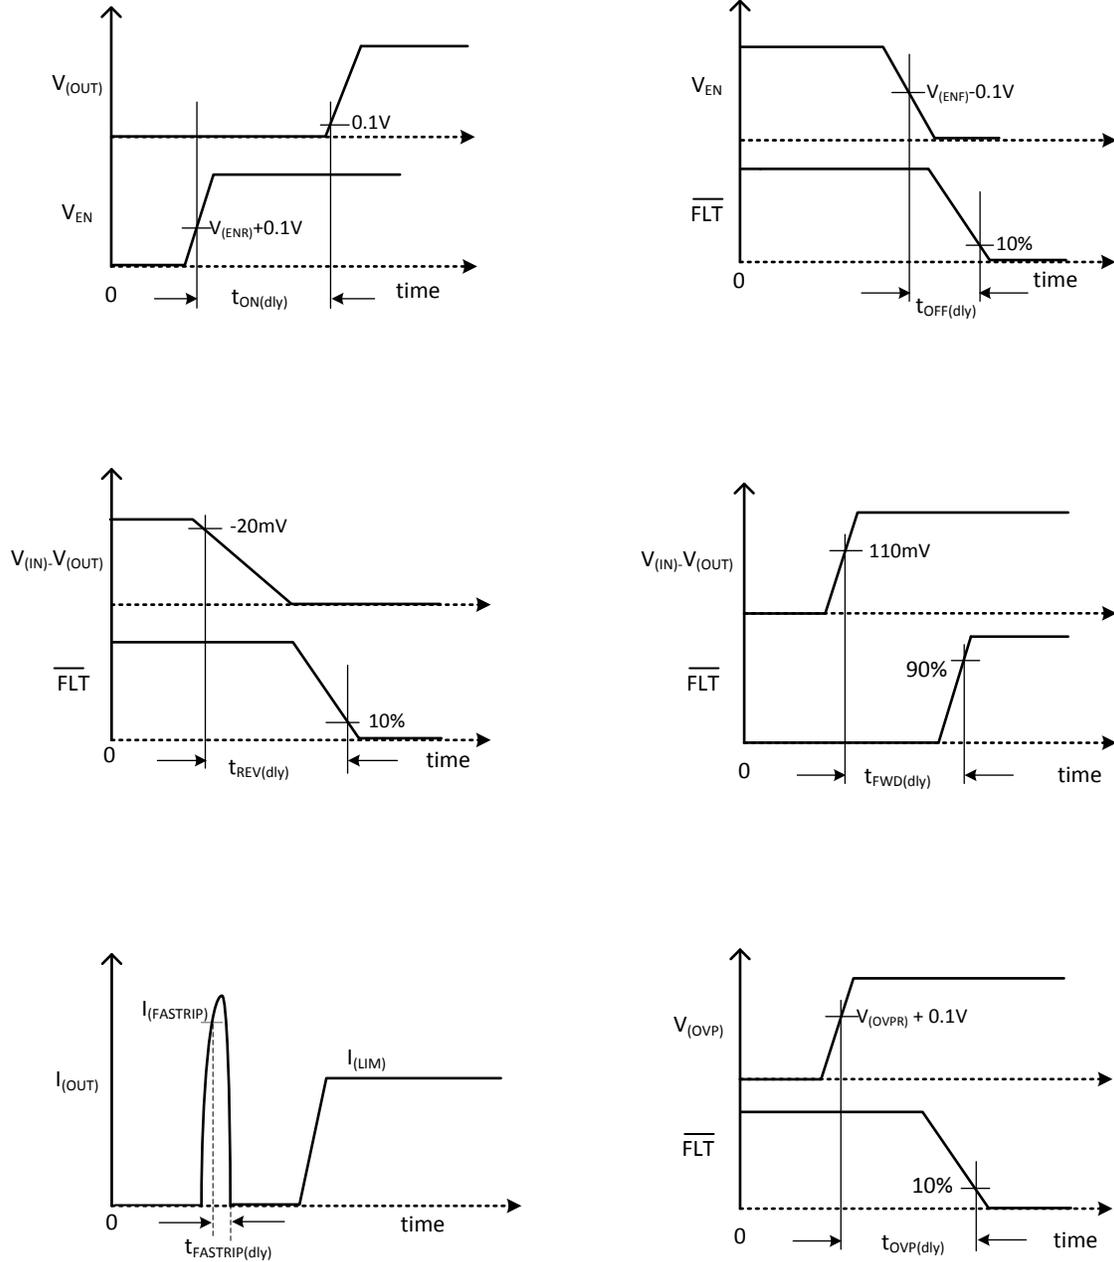 V(OUT)
0.1V
VEN
V(ENR)+0.1V
0
tON(dly)
time
VEN
V(ENF)-0.1V
FLT
10%
0
time
tOFF(dly)
V(IN)-V(OUT)
-20mV
FLT
10%
0
tREV(dly)
time
V(IN)-V(OUT)
110mV
FLT
90%
0
tFWD(dly)
time
I(FASTRIP)
I(OUT)
I(LIM)
0
time
tFASTRIP(dly)
V(OVP)
V(OVPR) + 0.1V
FLT
10%
0
tOVP(dly)
time